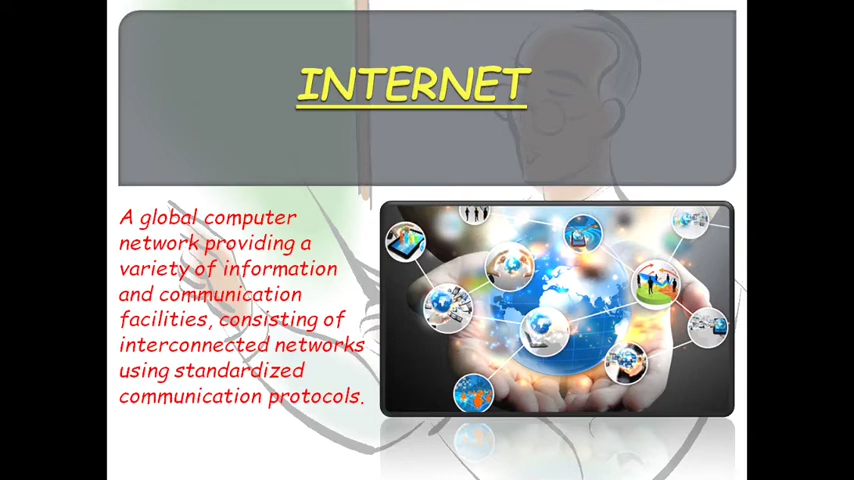 INTERNET
A global computer
network providing a
variety of information
and communication
facilities, consisting of
interconnected networks
using standardized
communication protocols.